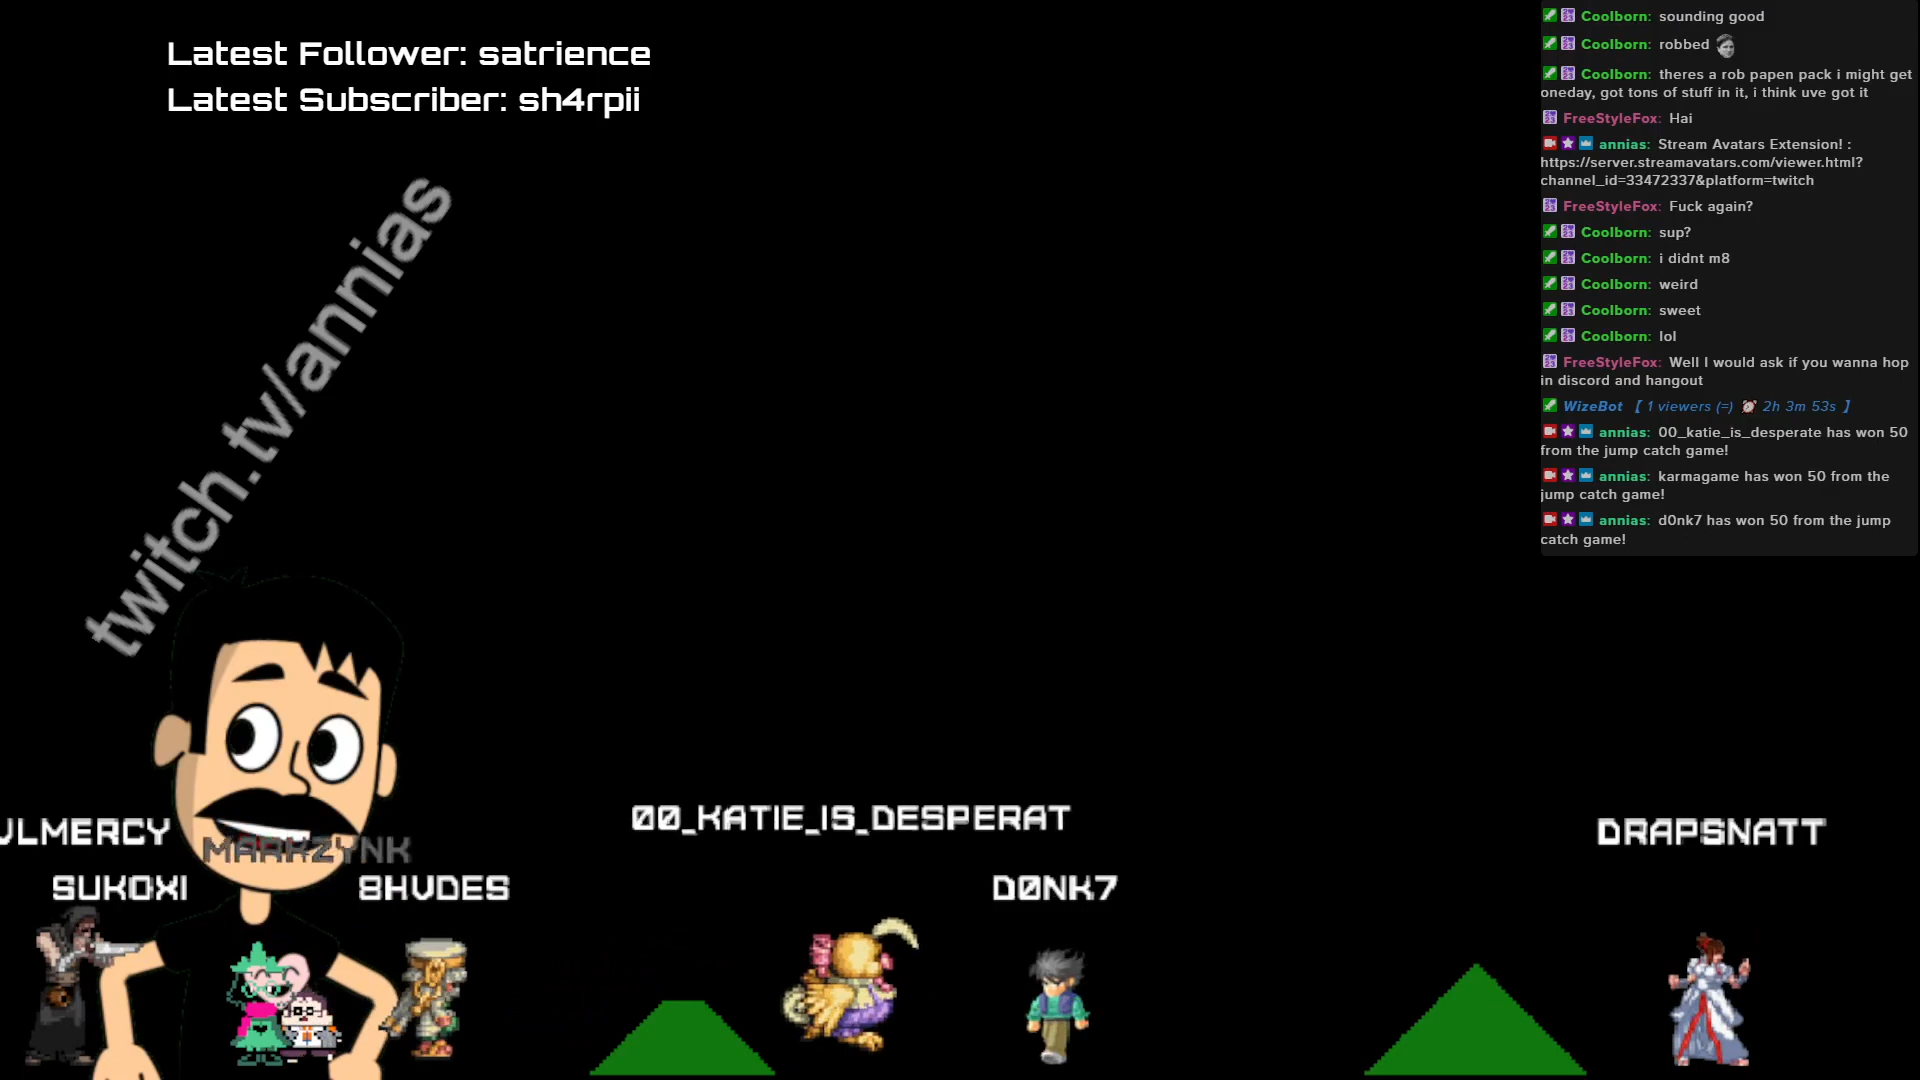 Latest Follower: satrience
Latest Subscriber: sh4rpii
twitch.tv/annias
Coolborn: sounding good
Coolborn: robbed
Coolborn: theres a rob papen pack i might get
oneday, got tons of stuff in it, i think uve got it
FreeStyleFox: Hai
annias: Stream Avatars Extension! :
https://server.streamavatars.com/viewer.html?
channel_id=33472337&platform=twitch
FreeStyleFox: Fuck again?
Coolborn: sup?
Coolborn: i didnt m8
Coolborn: weird
Coolborn: sweet
Coolborn: lol
FreeStyleFox: Well I would ask if you wanna hop
in discord and hangout
WizeBot 【 1 viewers (=) 2h 3m 53s 】
annias: 00_katie_is_desperate has won 50
from the jump catch game!
annias: karmagame has won 50 from the
jump catch game!
annias: d0nk7 has won 50 from the jump
catch game!
00_KATIE_IS_DESPERAT
DRAPSNATT
MARKZYNK
SUKOXI
8HVDES
D0NK7